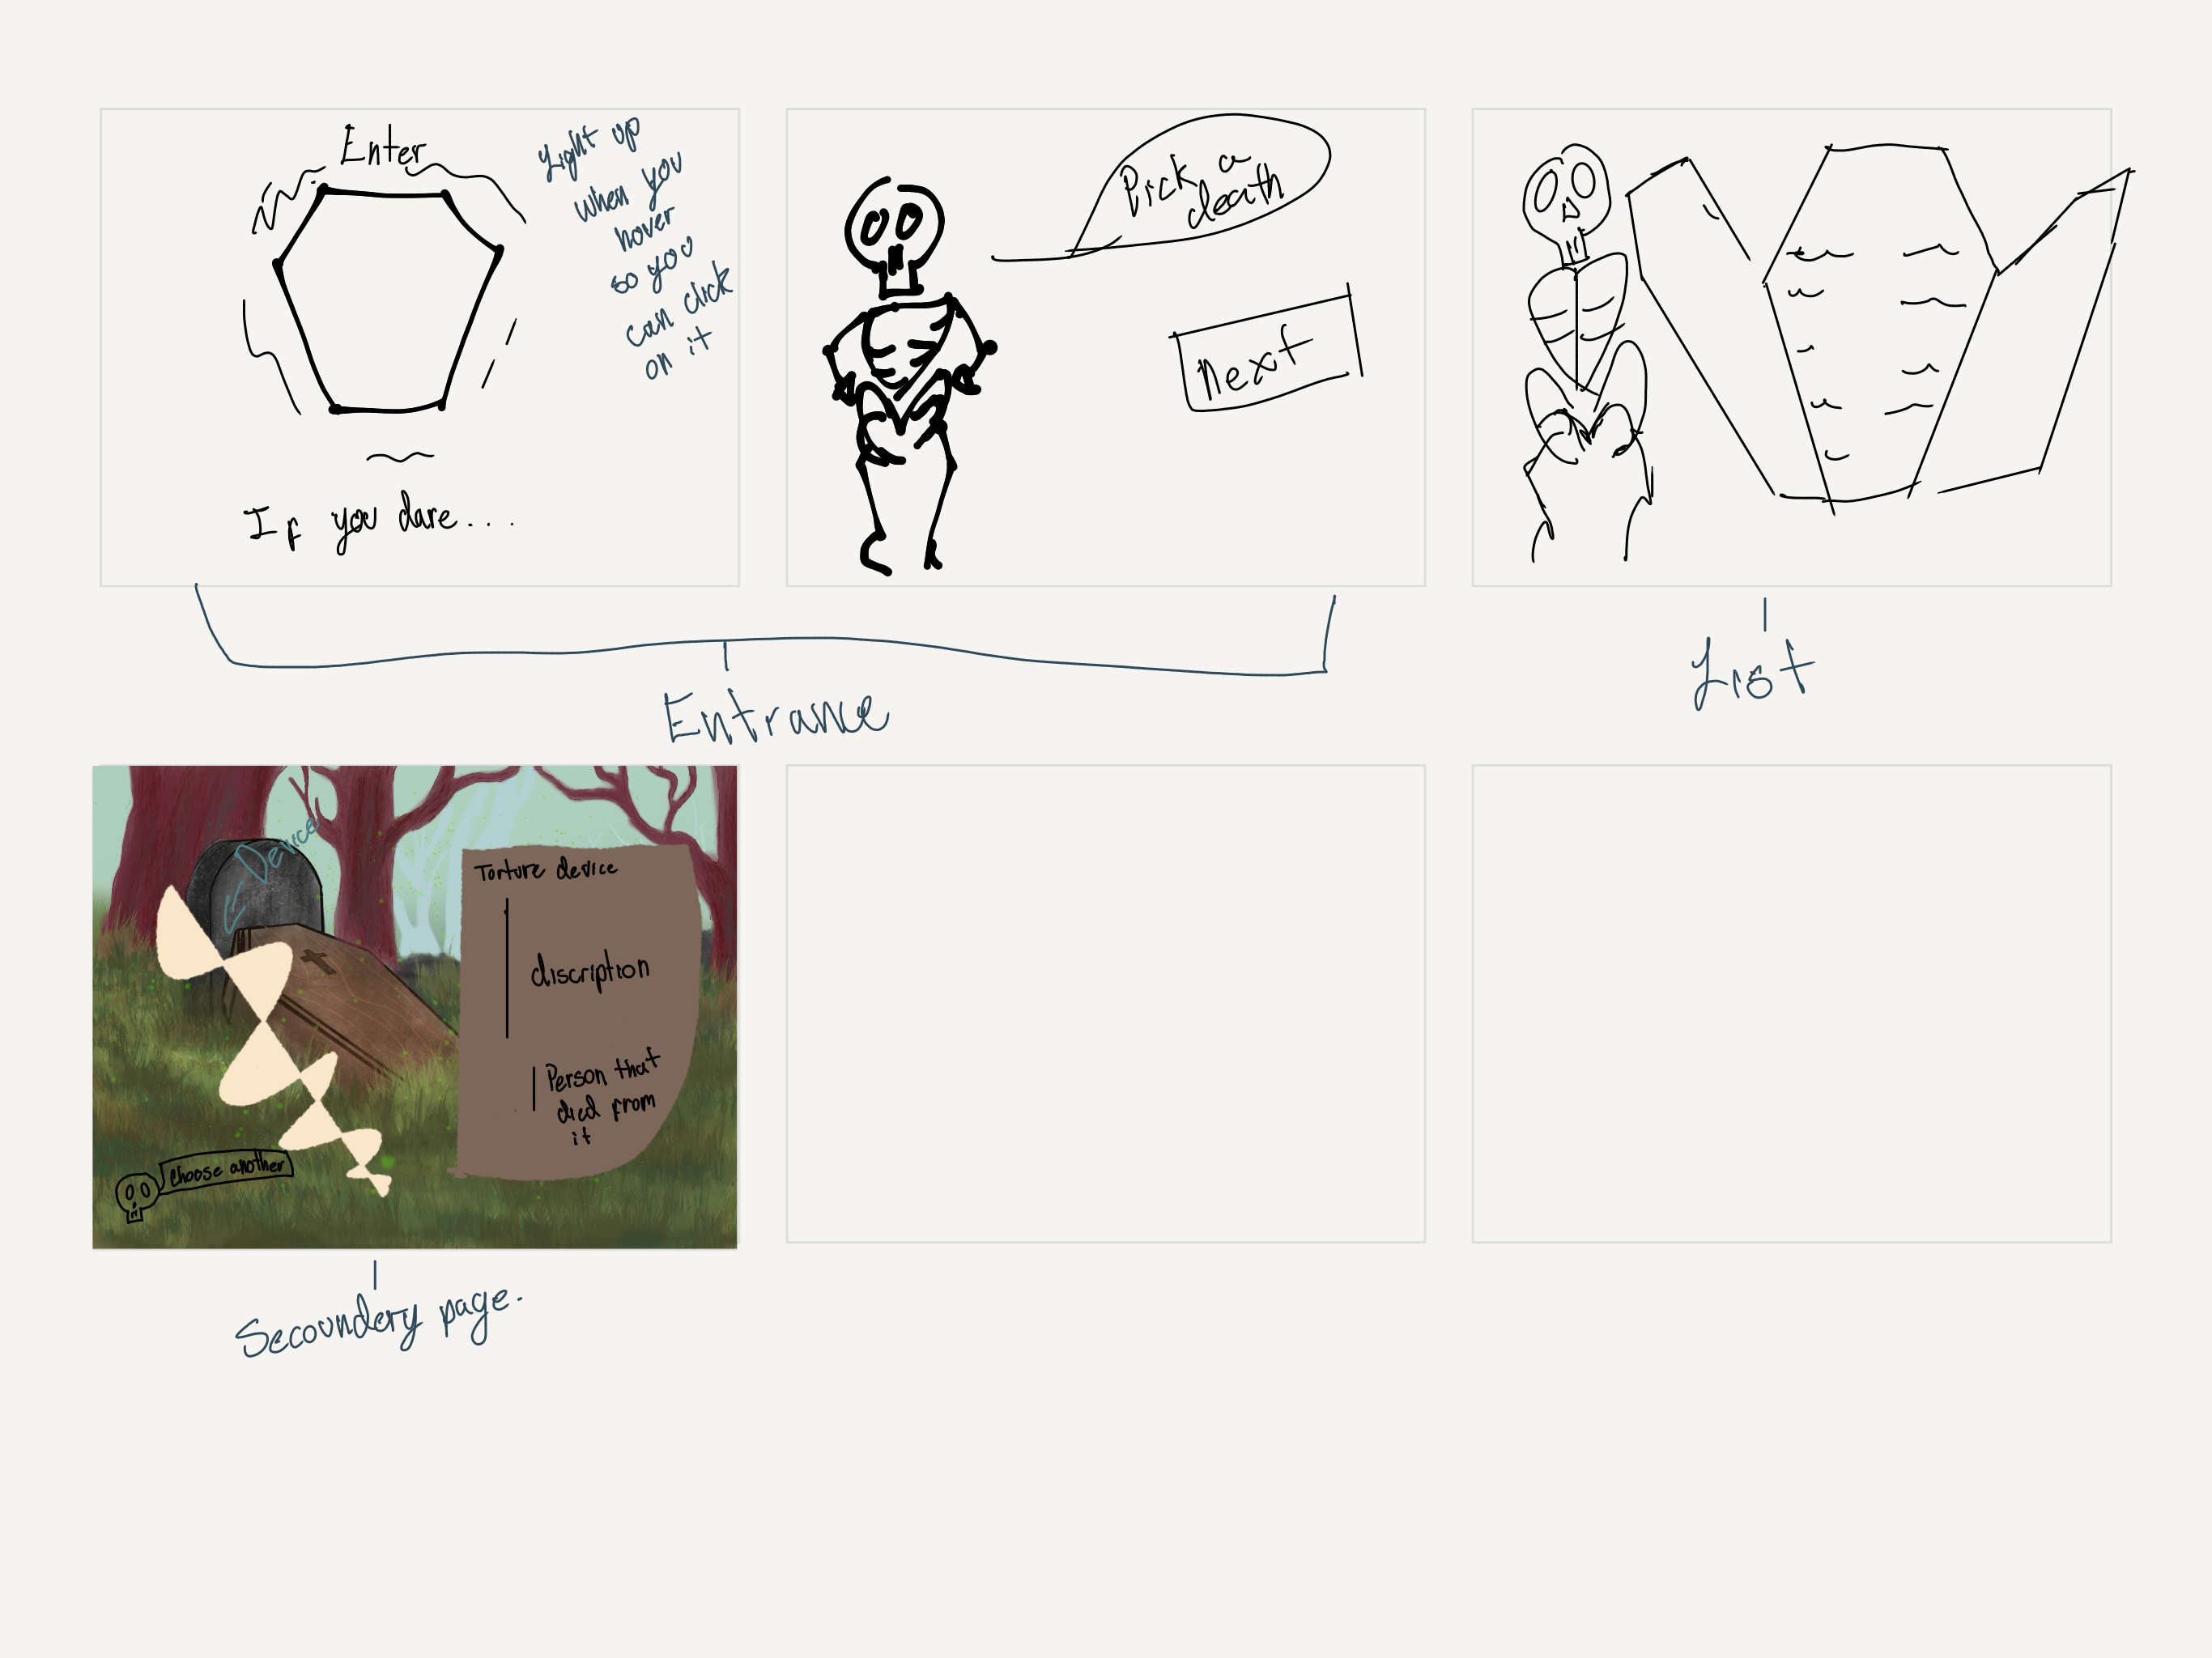 Enter
Light up
when you
hover
so you
can click
on it
If you dare...
Pick a
death
Next
Entrance
List
Device
Torture device
discription
Person that
died from
it
choose another
Secoundery page.